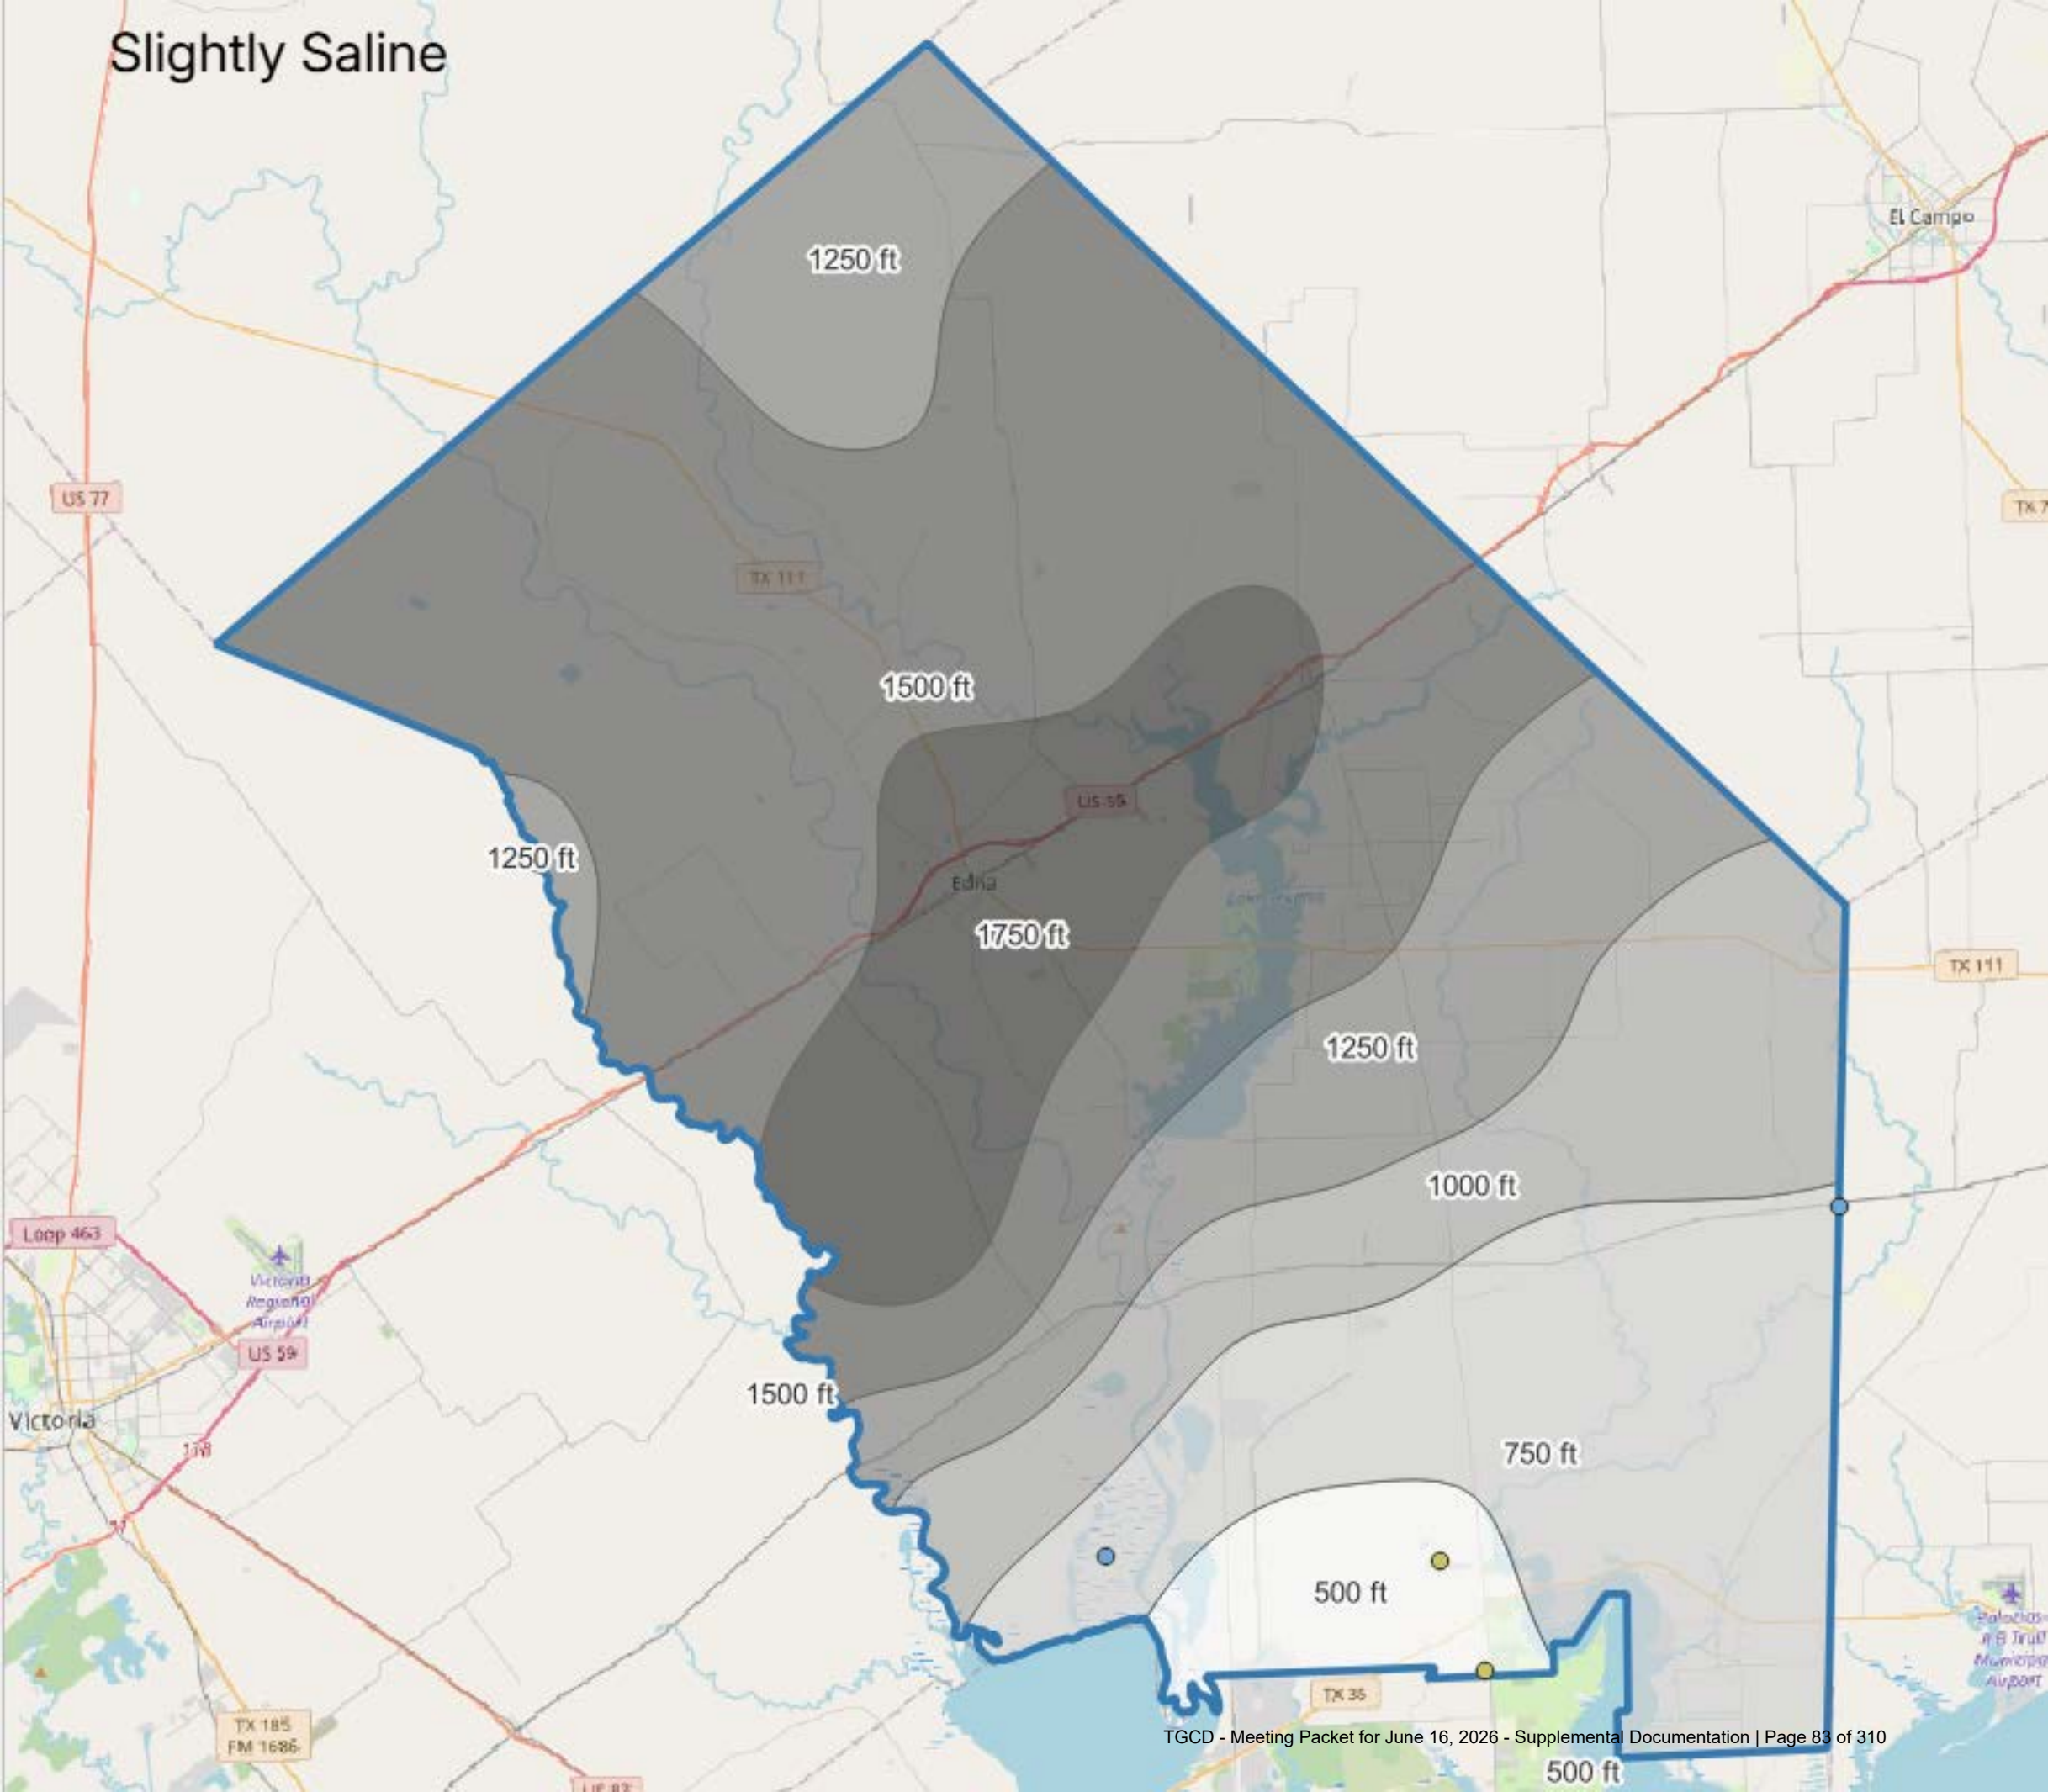 Slightly Saline
El Campo
1250 ft
US 77
TX 7
TX 111
1500 ft
US 59
1250 ft
Edna
1750 ft
TX 111
1250 ft
1000 ft
Loop 463
Victoria
Regional
Airport
US 59
1500 ft
Victoria
750 ft
500 ft
TX 35
TX 185
FM 1686
TGCD - Meeting Packet for June 16, 2026 - Supplemental Documentation | Page 83 of 310
500 ft